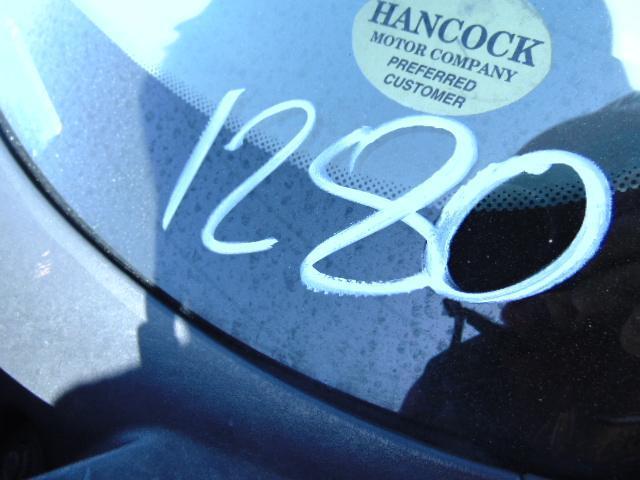 HANCOCK
MOTOR COMPANY
PREFERRED
CUSTOMER
1280